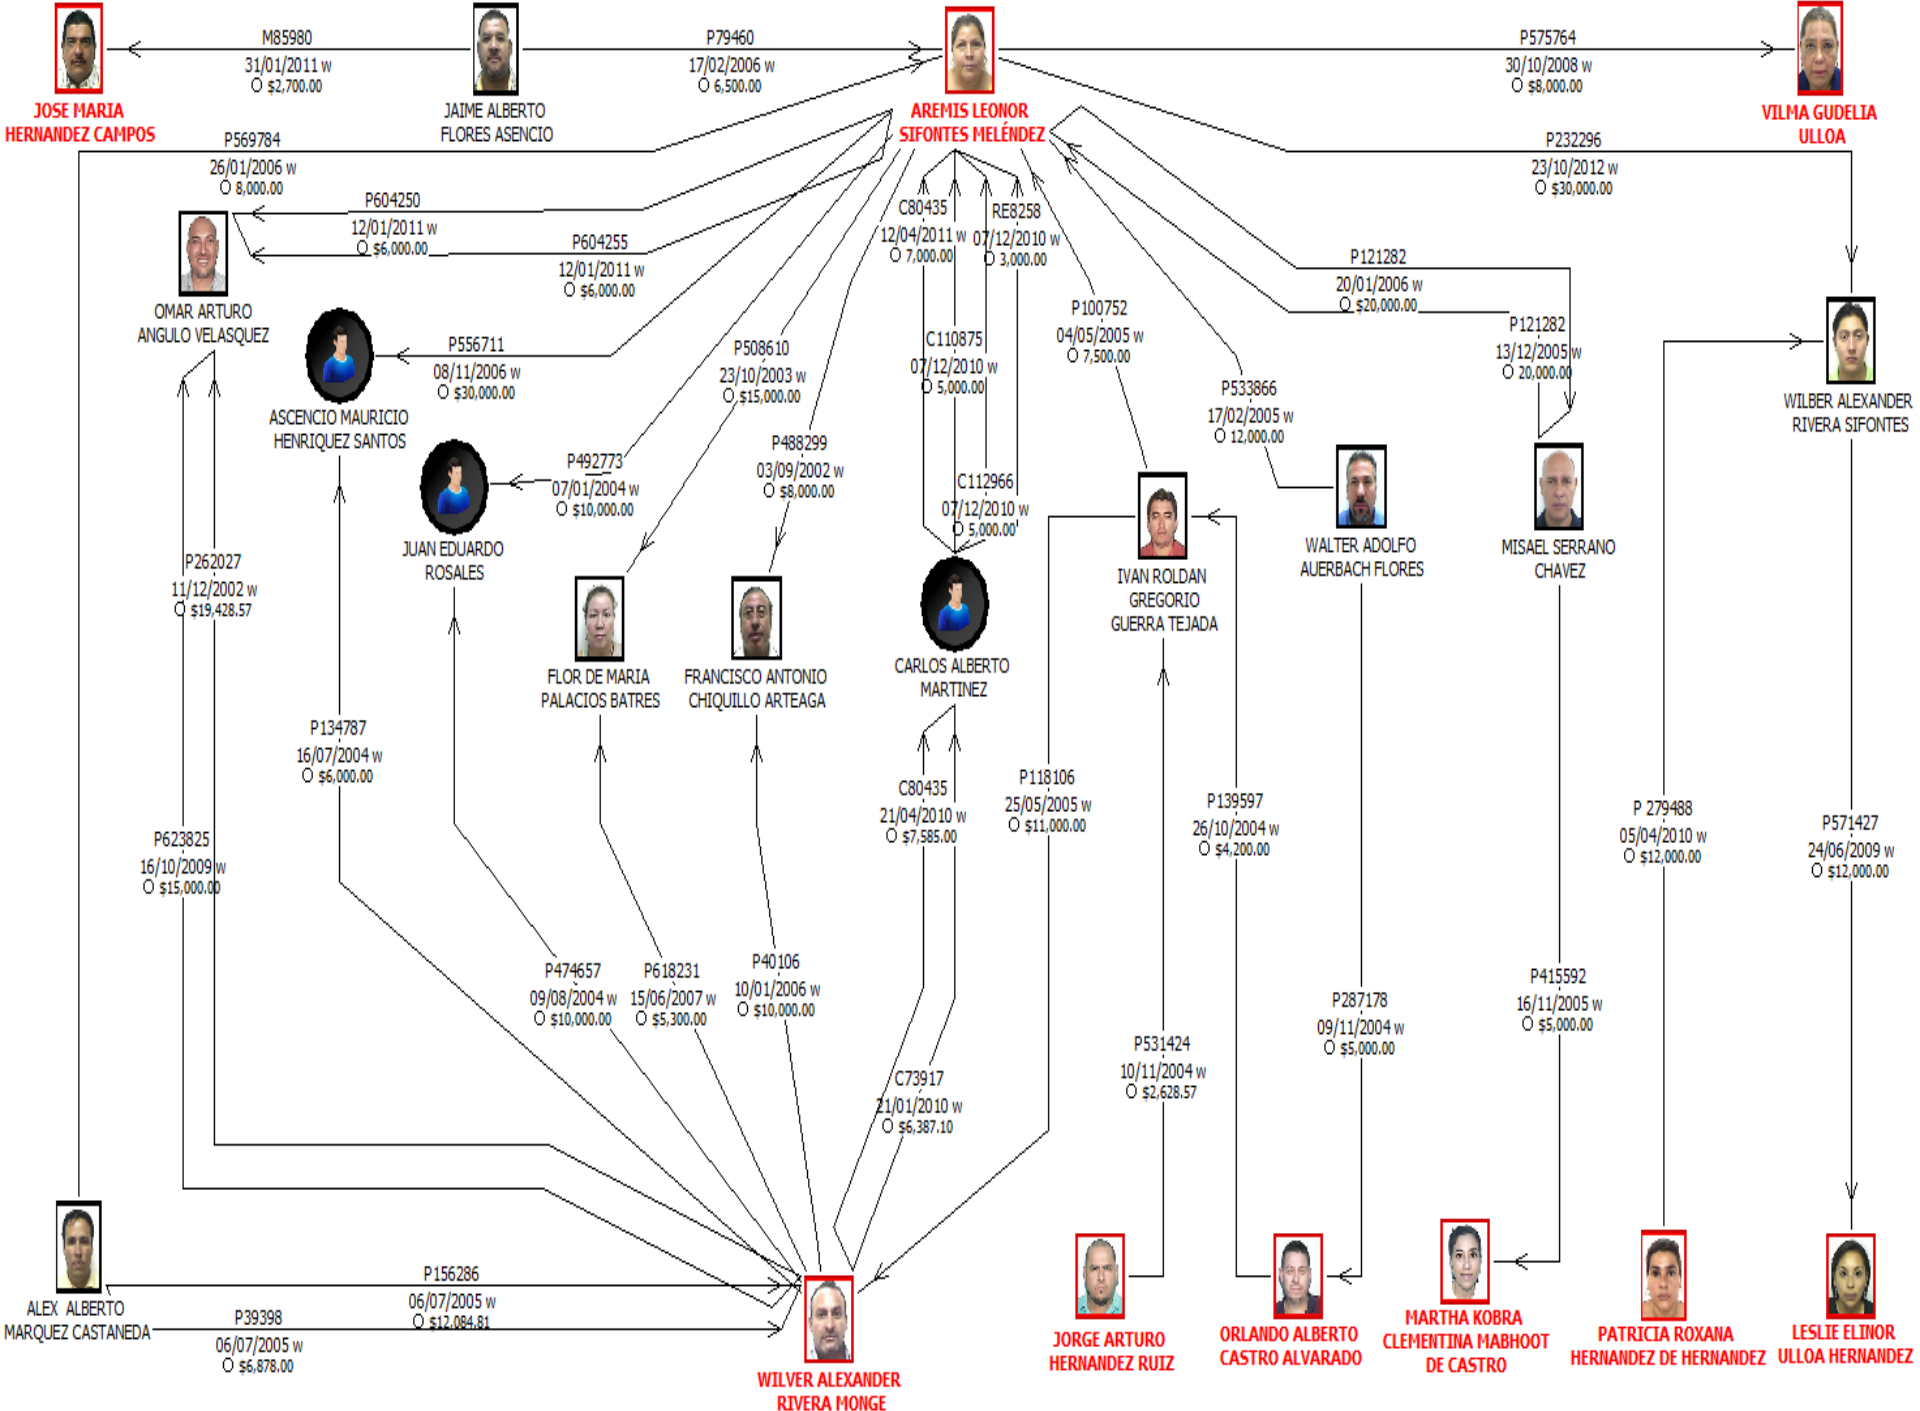 M85980
31/01/2011 w
$2,700.00
P79460
17/02/2006 w
6,500.00
P575764
30/10/2008 w
$8,000.00
JOSE MARIA
HERNANDEZ CAMPOS
JAIME ALBERTO
FLORES ASENCIO
AREMIS LEONOR
SIFONTES MELÉNDEZ
VILMA GUDELIA
ULLOA
P569784
26/01/2006 w
8,000.00
P232296
23/10/2012 w
$30,000.00
P604250
12/01/2011 w
$6,000.00
P604255
12/01/2011 w
$6,000.00
C80435
12/04/2011 w
7,000.00
RE8258
07/12/2010 w
3,000.00
P121282
20/01/2006 w
$20,000.00
OMAR ARTURO
ANGULO VELASQUEZ
P100752
04/05/2005 w
7,500.00
P121282
13/12/2005 w
20,000.00
P556711
08/11/2006 w
$30,000.00
P508610
23/10/2003 w
$15,000.00
C110875
07/12/2010 w
5,000.00
P533866
17/02/2005 w
12,000.00
WILBER ALEXANDER
RIVERA SIFONTES
ASCENCIO MAURICIO
HENRIQUEZ SANTOS
P492773
07/01/2004 w
$10,000.00
P488299
03/09/2002 w
$8,000.00
C112966
07/12/2010 w
5,000.00
JUAN EDUARDO
ROSALES
WALTER ADOLFO
AUERBACH FLORES
MISAEL SERRANO
CHAVEZ
P262027
11/12/2002 w
$19,428.57
IVAN ROLDAN
GREGORIO
GUERRA TEJADA
FLOR DE MARIA
PALACIOS BATRES
FRANCISCO ANTONIO
CHIQUILLO ARTEAGA
CARLOS ALBERTO
MARTINEZ
P134787
16/07/2004 w
$6,000.00
C80435
21/04/2010 w
$7,585.00
P118106
25/05/2005 w
$11,000.00
P139597
26/10/2004 w
$4,200.00
P 279488
05/04/2010 w
$12,000.00
P571427
24/06/2009 w
$12,000.00
P623825
16/10/2009 w
$15,000.00
P474657
09/08/2004 w
$10,000.00
P618231
15/06/2007 w
$5,300.00
P40106
10/01/2006 w
$10,000.00
P287178
09/11/2004 w
$5,000.00
P415592
16/11/2005 w
$5,000.00
P531424
10/11/2004 w
$2,628.57
C73917
21/01/2010 w
$6,387.10
P156286
06/07/2005 w
$12,084.81
ALEX ALBERTO
MARQUEZ CASTANEDA
P39398
06/07/2005 w
$6,878.00
WILVER ALEXANDER
RIVERA MONGE
JORGE ARTURO
HERNANDEZ RUIZ
ORLANDO ALBERTO
CASTRO ALVARADO
MARTHA KOBRA
CLEMENTINA MABHOOT
DE CASTRO
PATRICIA ROXANA
HERNANDEZ DE HERNANDEZ
LESLIE ELINOR
ULLOA HERNANDEZ